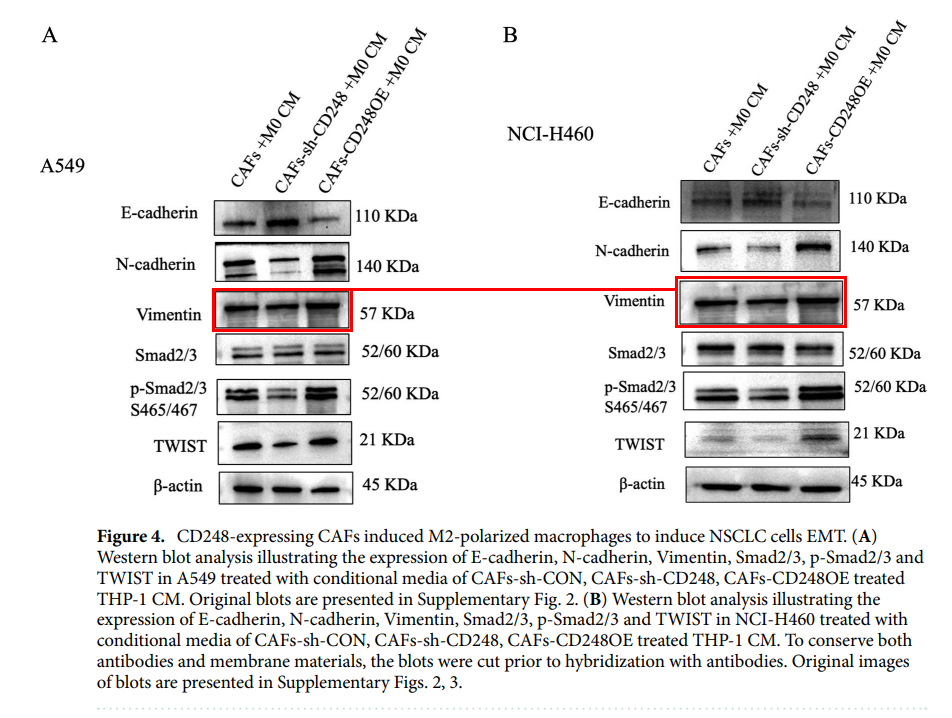 A
B
A549
NCI-H460
CAFs +M0 CM
CAFs-sh-CD248 +M0 CM
CAFs-CD248OE +M0 CM
CAFs +M0 CM
CAFs-sh-CD248 +M0 CM
CAFs-CD248OE +M0 CM
E-cadherin
110 KDa
N-cadherin
140 KDa
Vimentin
57 KDa
Smad2/3
52/60 KDa
p-Smad2/3
S465/467
52/60 KDa
TWIST
21 KDa
β-actin
45 KDa
E-cadherin
110 KDa
N-cadherin
140 KDa
Vimentin
57 KDa
Smad2/3
52/60 KDa
p-Smad2/3
S465/467
52/60 KDa
TWIST
21 KDa
β-actin
45 KDa
Figure 4. CD248-expressing CAFs induced M2-polarized macrophages to induce NSCLC cells EMT. (A)
Western blot analysis illustrating the expression of E-cadherin, N-cadherin, Vimentin, Smad2/3, p-Smad2/3 and
TWIST in A549 treated with conditional media of CAFs-sh-CON, CAFs-sh-CD248, CAFs-CD248OE treated
THP-1 CM. Original blots are presented in Supplementary Fig. 2. (B) Western blot analysis illustrating the
expression of E-cadherin, N-cadherin, Vimentin, Smad2/3, p-Smad2/3 and TWIST in NCI-H460 treated with
conditional media of CAFs-sh-CON, CAFs-sh-CD248, CAFs-CD248OE treated THP-1 CM. To conserve both
antibodies and membrane materials, the blots were cut prior to hybridization with antibodies. Original images
of blots are presented in Supplementary Figs. 2, 3.